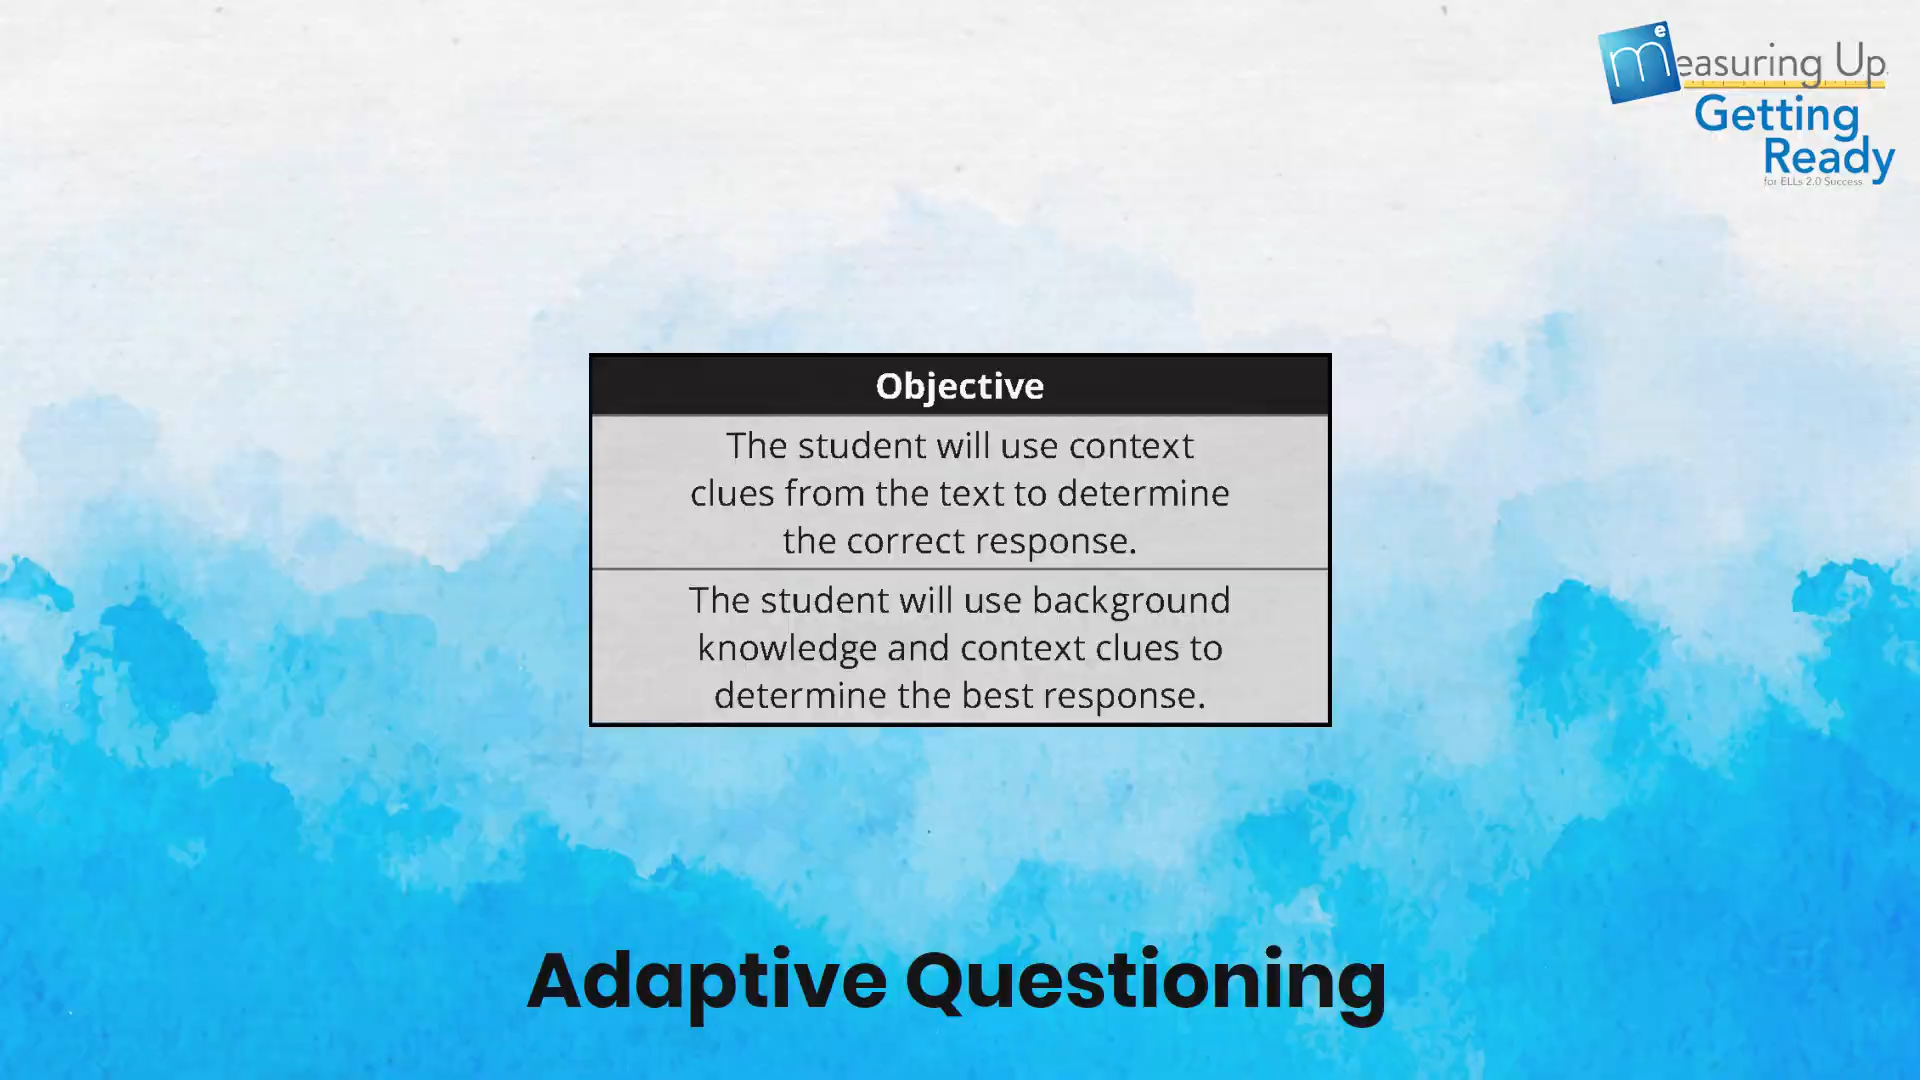 measuring Up
Getting
Ready
for ELLs 2.0 Success
Objective
The student will use context
clues from the text to determine
the correct response.
The student will use background
knowledge and context clues to
determine the best response.
Adaptive Questioning